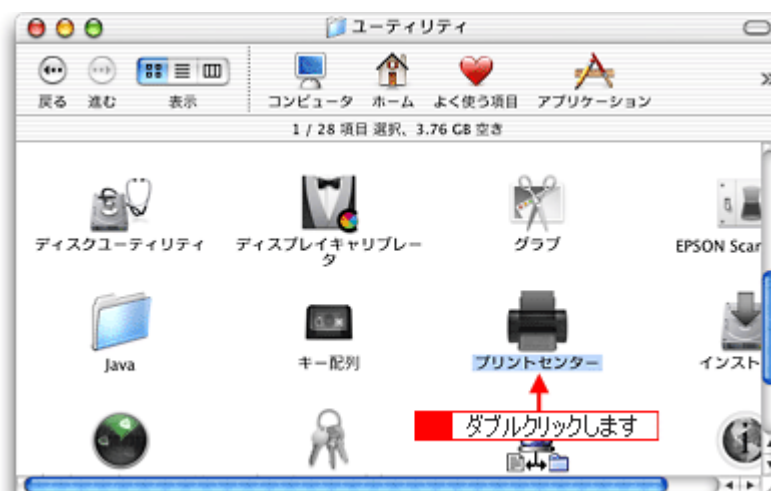 ユーティリティ
戻る 進む 表示 コンピュータ ホーム よく使う項目 アプリケーション
1 / 28 項目 選択、3.76 GB 空き
ディスクユーティリティ ディスプレイキャリブレー グラブ EPSON Scar
タ
Java キー配列 プリントセンター インスト
ダブルクリックします